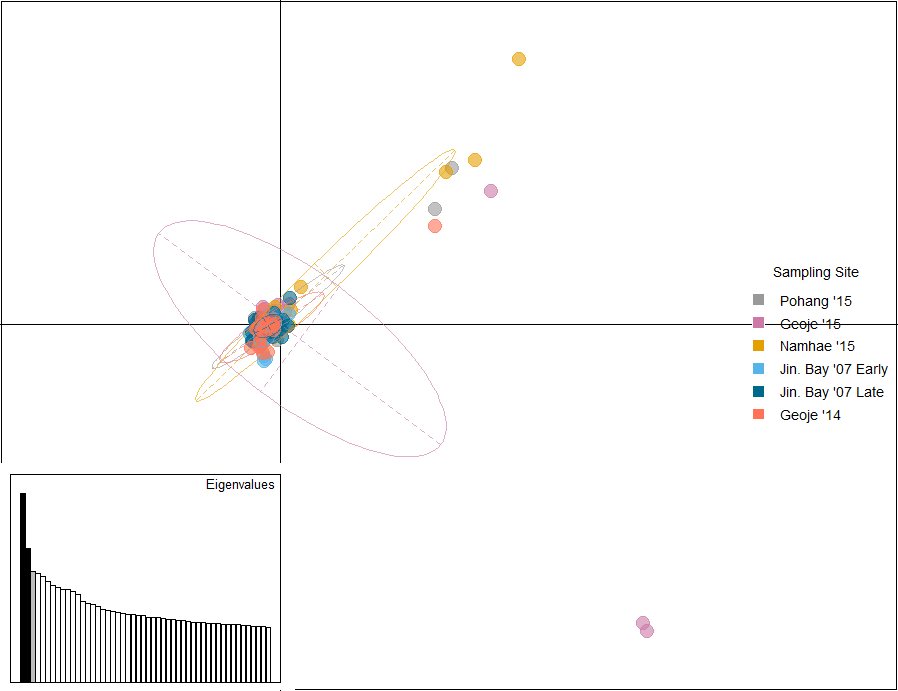 Sampling Site
Pohang '15
Geoje '15
Namhae '15
Jin. Bay '07 Early
Jin. Bay '07 Late
Geoje '14
Eigenvalues